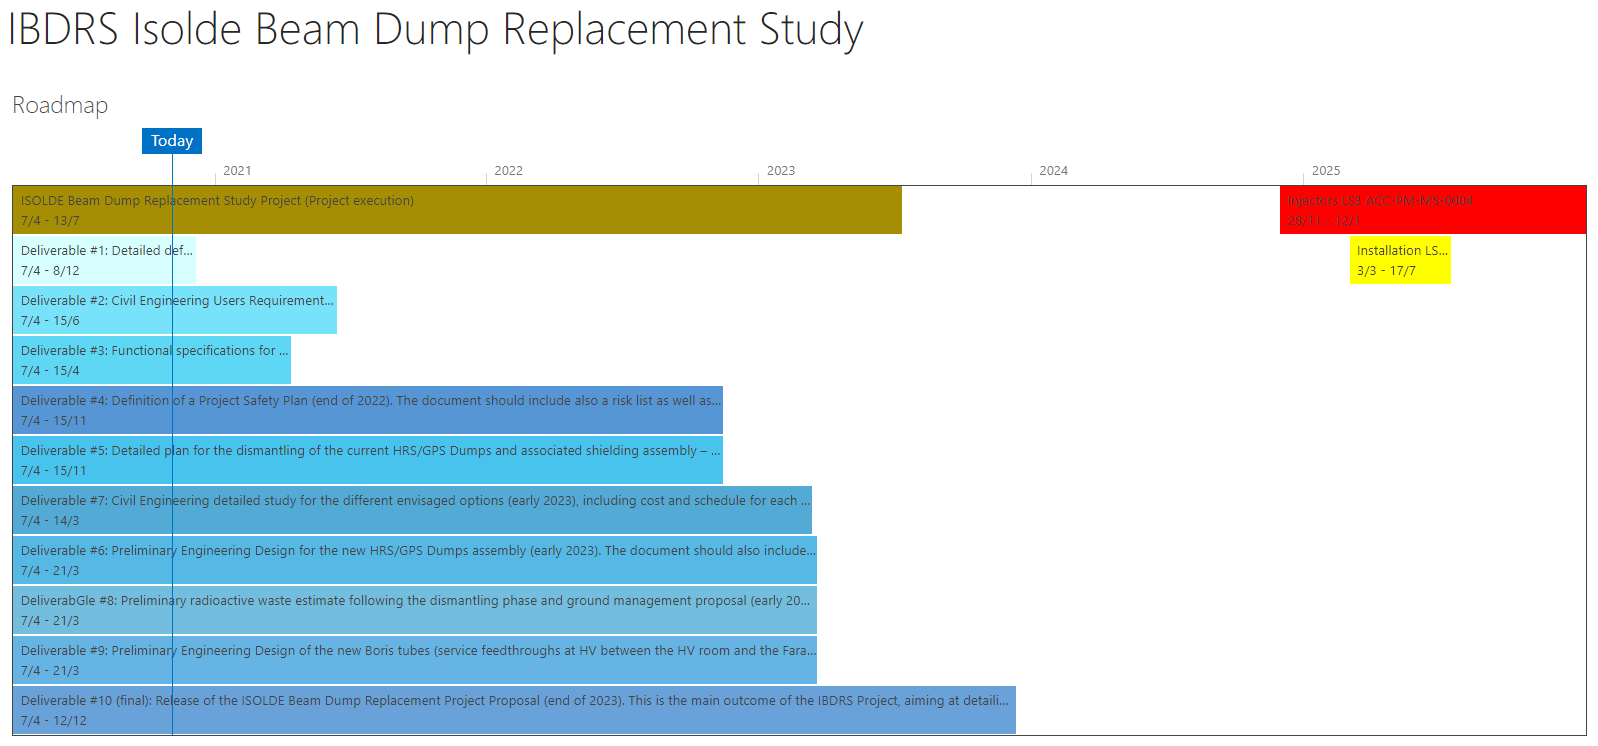 IBDRS Isolde Beam Dump Replacement Study
Roadmap
Today
2021 2022 2023 2024 2025
ISOLDE Beam Dump Replacement Study Project (Project execution)
7/4 - 13/7
Injectors LS3 ACC-PM-MS-0004
28/11 - 12/1
Deliverable #1: Detailed def...
7/4 - 8/12
Installation LS...
3/3 - 17/7
Deliverable #2: Civil Engineering Users Requirement...
7/4 - 15/6
Deliverable #3: Functional specifications for ...
7/4 - 15/4
Deliverable #4: Definition of a Project Safety Plan (end of 2022). The document should include also a risk list as well as...
7/4 - 15/11
Deliverable #5: Detailed plan for the dismantling of the current HRS/GPS Dumps and associated shielding assembly – ...
7/4 - 15/11
Deliverable #7: Civil Engineering detailed study for the different envisaged options (early 2023), including cost and schedule for each ...
7/4 - 14/3
Deliverable #6: Preliminary Engineering Design for the new HRS/GPS Dumps assembly (early 2023). The document should also include...
7/4 - 21/3
DeliverabGle #8: Preliminary radioactive waste estimate following the dismantling phase and ground management proposal (early 20...
7/4 - 21/3
Deliverable #9: Preliminary Engineering Design of the new Boris tubes (service feedthroughs at HV between the HV room and the Fara...
7/4 - 21/3
Deliverable #10 (final): Release of the ISOLDE Beam Dump Replacement Project Proposal (end of 2023). This is the main outcome of the IBDRS Project, aiming at detaili...
7/4 - 12/12